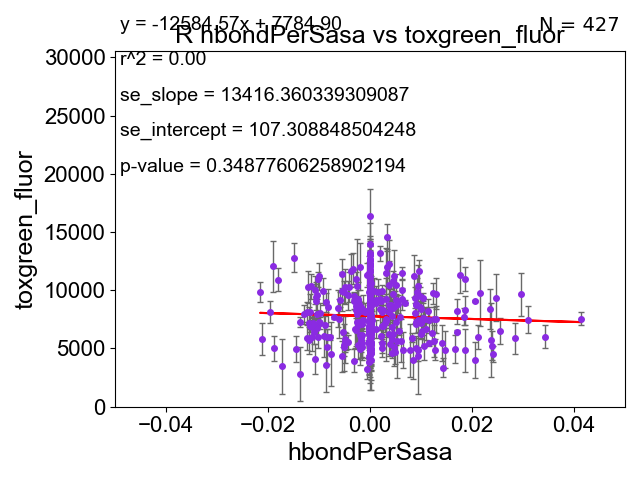 y = -12584.57x + 7784.90
N = 427
R hbondPerSasa vs toxgreen_fluor
r^2 = 0.00
se_slope = 13416.360339309087
se_intercept = 107.308848504248
p-value = 0.34877606258902194
30000
25000
20000
15000
10000
5000
0
toxgreen_fluor
−0.04 −0.02 0.00 0.02 0.04
hbondPerSasa